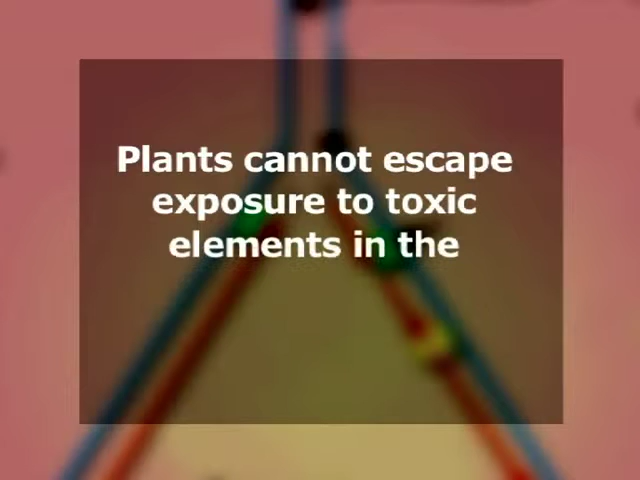 Plants cannot escape
exposure to toxic
elements in the